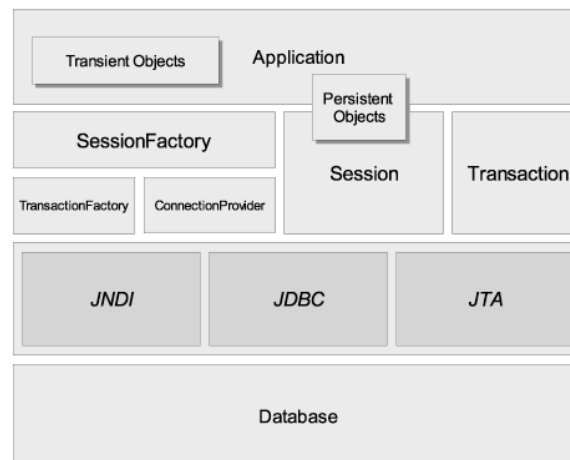 Transient Objects
Application
Persistent
Objects
SessionFactory
Session
Transaction
TransactionFactory
ConnectionProvider
JNDI
JDBC
JTA
Database